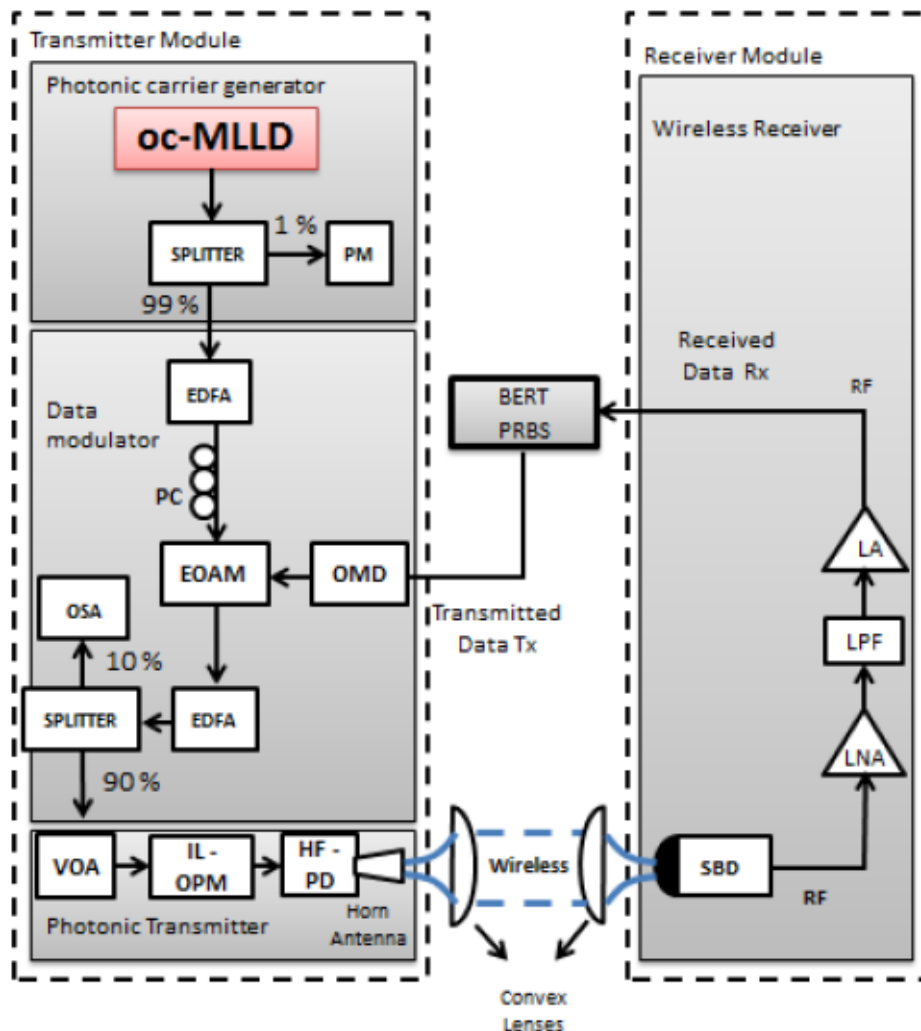 Transmitter Module
Photonic carrier generator
oc-MLLD
1 %
SPLITTER
PM
99 %
EDFA
Data
modulator
PC
EOAM
OMD
OSA
10 %
SPLITTER
EDFA
90 %
VOA
IL -
OPM
HF -
PD
Horn
Antenna
Photonic Transmitter
BERT
PRBS
Transmitted
Data Tx
Wireless
Convex
Lenses
Receiver Module
Wireless Receiver
Received
Data Rx
RF
LA
LPF
LNA
SBD
RF